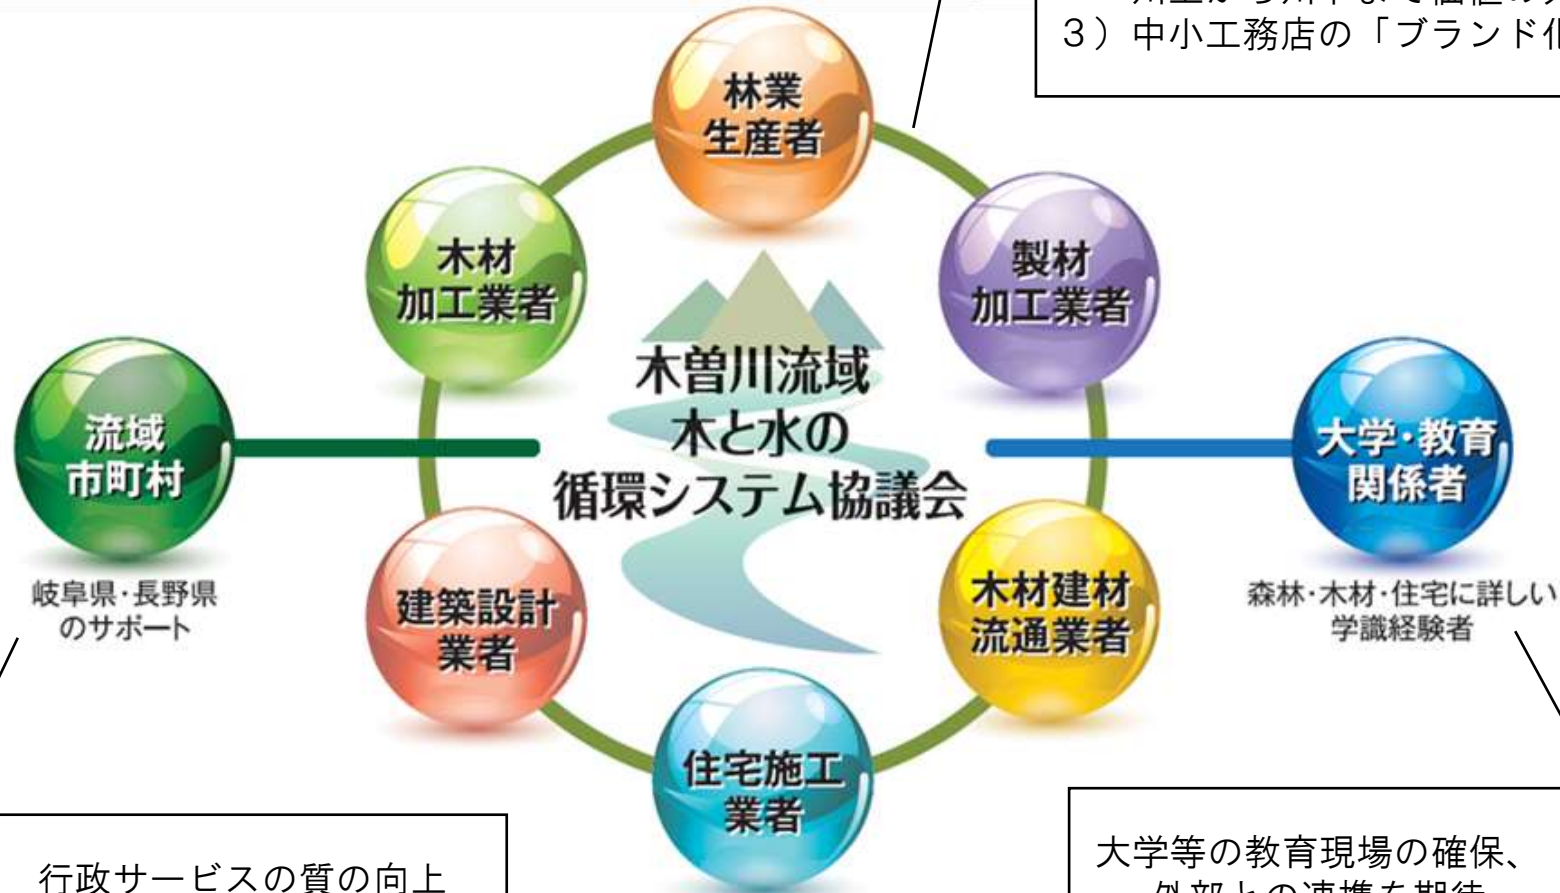 ３）中小工務店の「ブランド
林業
生産者
木材
加工業者
製材
加工業者
木曽川流域
木と水の
循環システム協議会
流域
市町村
岐阜県・長野県
のサポート
大学・教育
関係者
森林・木材・住宅に詳しい
学識経験者
建築設計
業者
木材建材
流通業者
住宅施工
業者
行政サービスの質の向上
大学等の教育現場の確保、
外部との連携を期待